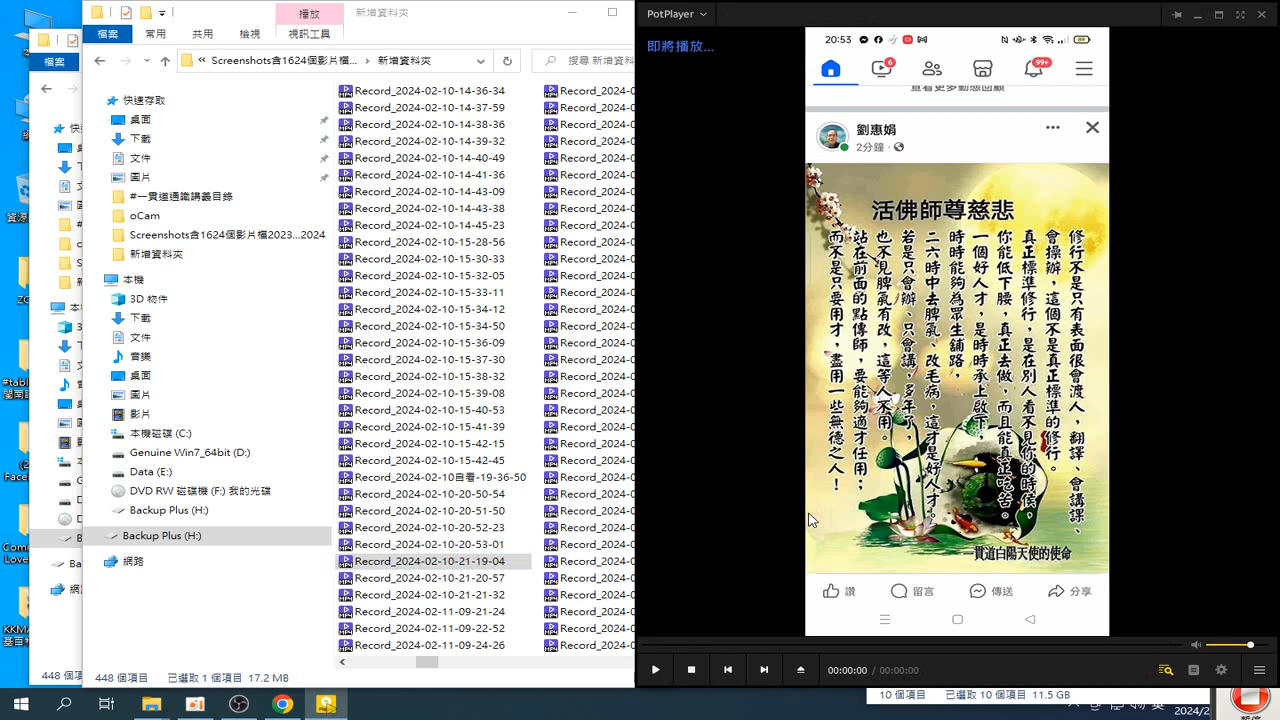 播放
新增資料夾
檔案
常用
共用
檢視
視訊工具
« Screenshots含1624個影片檔... > 新增資料夾
搜尋 新增資料
快速存取
桌面
下載
文件
圖片
#一貫道通識講義目錄
oCam
Screenshots含1624個影片檔2023...2024
新增資料夾
本機
3D 物件
下載
文件
音樂
桌面
圖片
影片
本機磁碟 (C:)
Genuine Win7_64bit (D:)
Data (E:)
DVD RW 磁碟機 (F:) 我的光碟
Backup Plus (H:)
Backup Plus (H:)
網路
Record_2024-02-10-14-36-34
Record_2024-02-10-14-37-59
Record_2024-02-10-14-38-36
Record_2024-02-10-14-39-32
Record_2024-02-10-14-40-49
Record_2024-02-10-14-41-36
Record_2024-02-10-14-43-09
Record_2024-02-10-14-43-38
Record_2024-02-10-14-45-23
Record_2024-02-10-15-28-56
Record_2024-02-10-15-30-33
Record_2024-02-10-15-32-05
Record_2024-02-10-15-33-11
Record_2024-02-10-15-34-12
Record_2024-02-10-15-34-50
Record_2024-02-10-15-36-09
Record_2024-02-10-15-37-30
Record_2024-02-10-15-38-32
Record_2024-02-10-15-39-08
Record_2024-02-10-15-40-53
Record_2024-02-10-15-41-39
Record_2024-02-10-15-42-15
Record_2024-02-10-15-42-45
Record_2024-02-10自看-19-36-50
Record_2024-02-10-20-50-54
Record_2024-02-10-20-51-50
Record_2024-02-10-20-52-23
Record_2024-02-10-20-53-01
Record_2024-02-10-21-19-04
Record_2024-02-10-21-20-57
Record_2024-02-10-21-21-32
Record_2024-02-11-09-21-24
Record_2024-02-11-09-22-52
Record_2024-02-11-09-24-26
448 個項目
已選取 1 個項目 17.2 MB
PotPlayer
即將播放...
20:53
89
6
99+
查看更多動態回顧
劉惠娟
2分鐘
活佛師尊慈悲
修行不是只有表面很會渡人，翻譯、會講課、
會操辦，這個不是真正標準的修行。
真正標準修行，是在別人看不見你的時候。
你能低下腰，真正去做，而且能真正吃苦。
一個好人才，是時時承上啟下，
時時能夠為眾生鋪路，
二六時中去脾氣、改毛病，這才是好人才。
若是只會辦、只會講，多年了，
也不見脾氣有改，這等人不用。
站在前面的點傳師，要能夠適才任用；
而不是只要用才，盡用一些無德之人！
一貫道白陽天使的使命
讚
留言
傳送
分享
00:00:00 / 00:00:00
10 個項目
已選取 10 個項目 11.5 GB